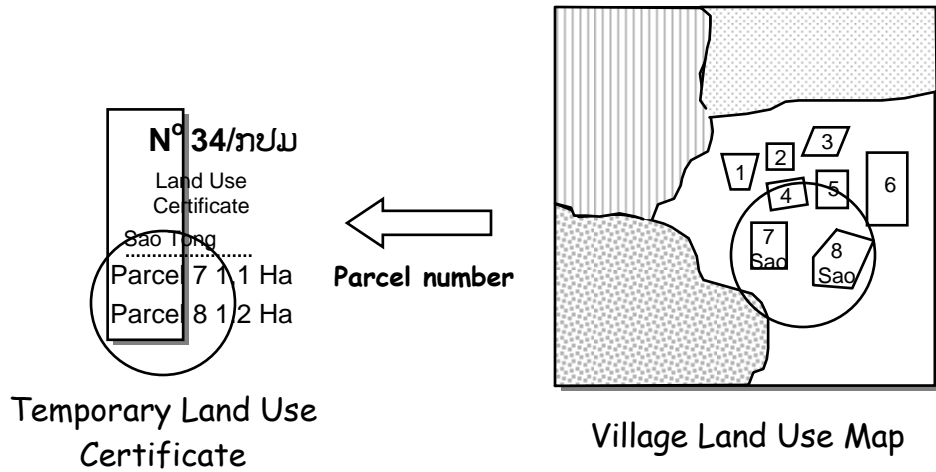 Nº 34/ກປມ
Land Use
Certificate
Sao Tong
Parcel 7 1,1 Ha
Parcel 8 1,2 Ha
Temporary Land Use
Certificate
Parcel number
1
2
3
4
5
6
7
Sao
8
Sao
Village Land Use Map